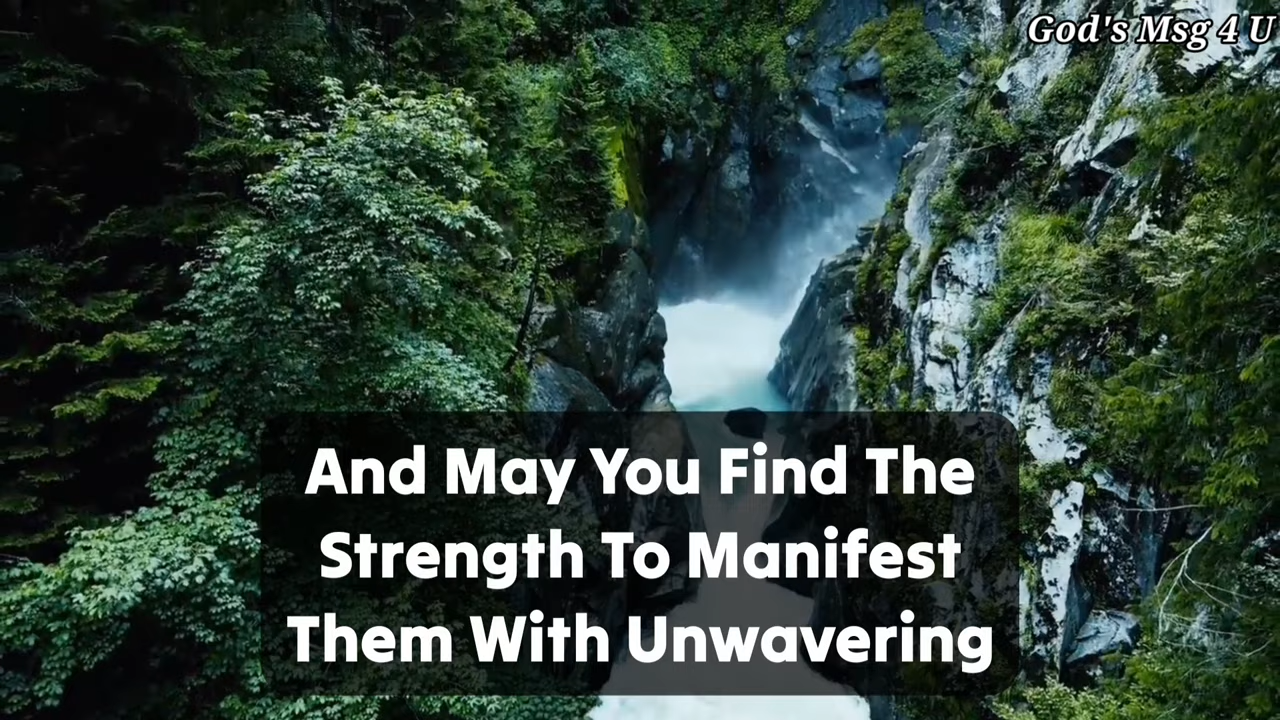 God's Msg 4 U
And May You Find The
Strength To Manifest
Them With Unwavering